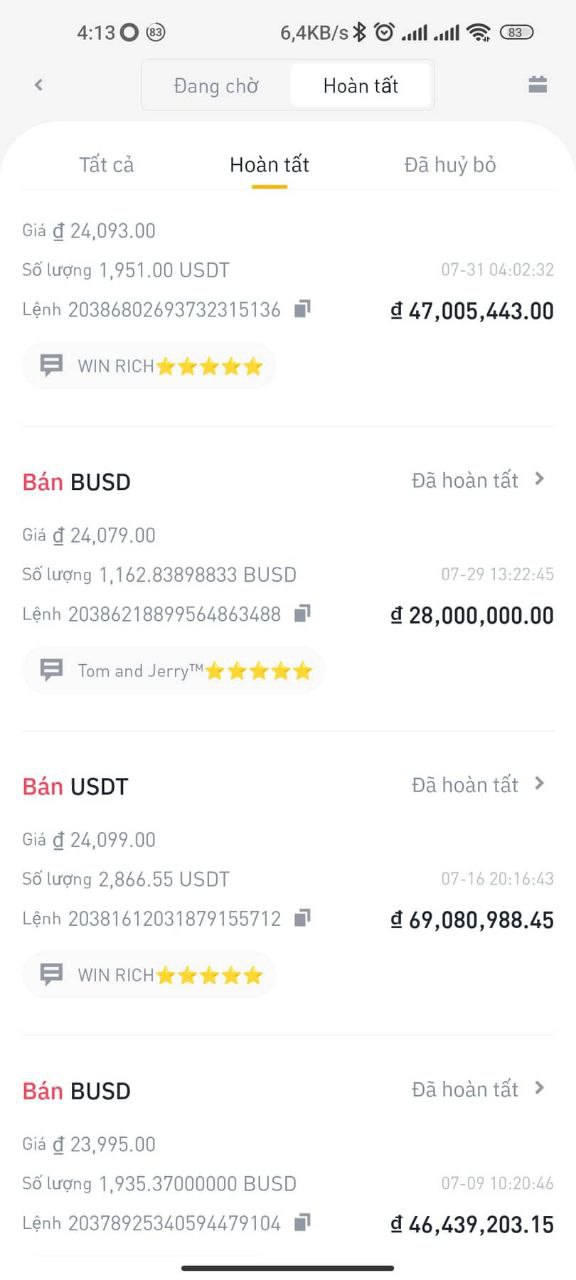 4:13 83 6,4KB/s 83
Đang chờ Hoàn tất
Tất cả Hoàn tất Đã huỷ bỏ
Giá ₫ 24,093.00
Số lượng 1,951.00 USDT 07-31 04:02:32
Lệnh 20386802693732315136 ₫ 47,005,443.00
WIN RICH⭐⭐⭐⭐⭐
Bán BUSD Đã hoàn tất
Giá ₫ 24,079.00
Số lượng 1,162.83898833 BUSD 07-29 13:22:45
Lệnh 20386218899564863488 ₫ 28,000,000.00
Tom and Jerry™⭐⭐⭐⭐⭐
Bán USDT Đã hoàn tất
Giá ₫ 24,099.00
Số lượng 2,866.55 USDT 07-16 20:16:43
Lệnh 20381612031879155712 ₫ 69,080,988.45
WIN RICH⭐⭐⭐⭐⭐
Bán BUSD Đã hoàn tất
Giá ₫ 23,995.00
Số lượng 1,935.37000000 BUSD 07-09 10:20:46
Lệnh 20378925340594479104 ₫ 46,439,203.15